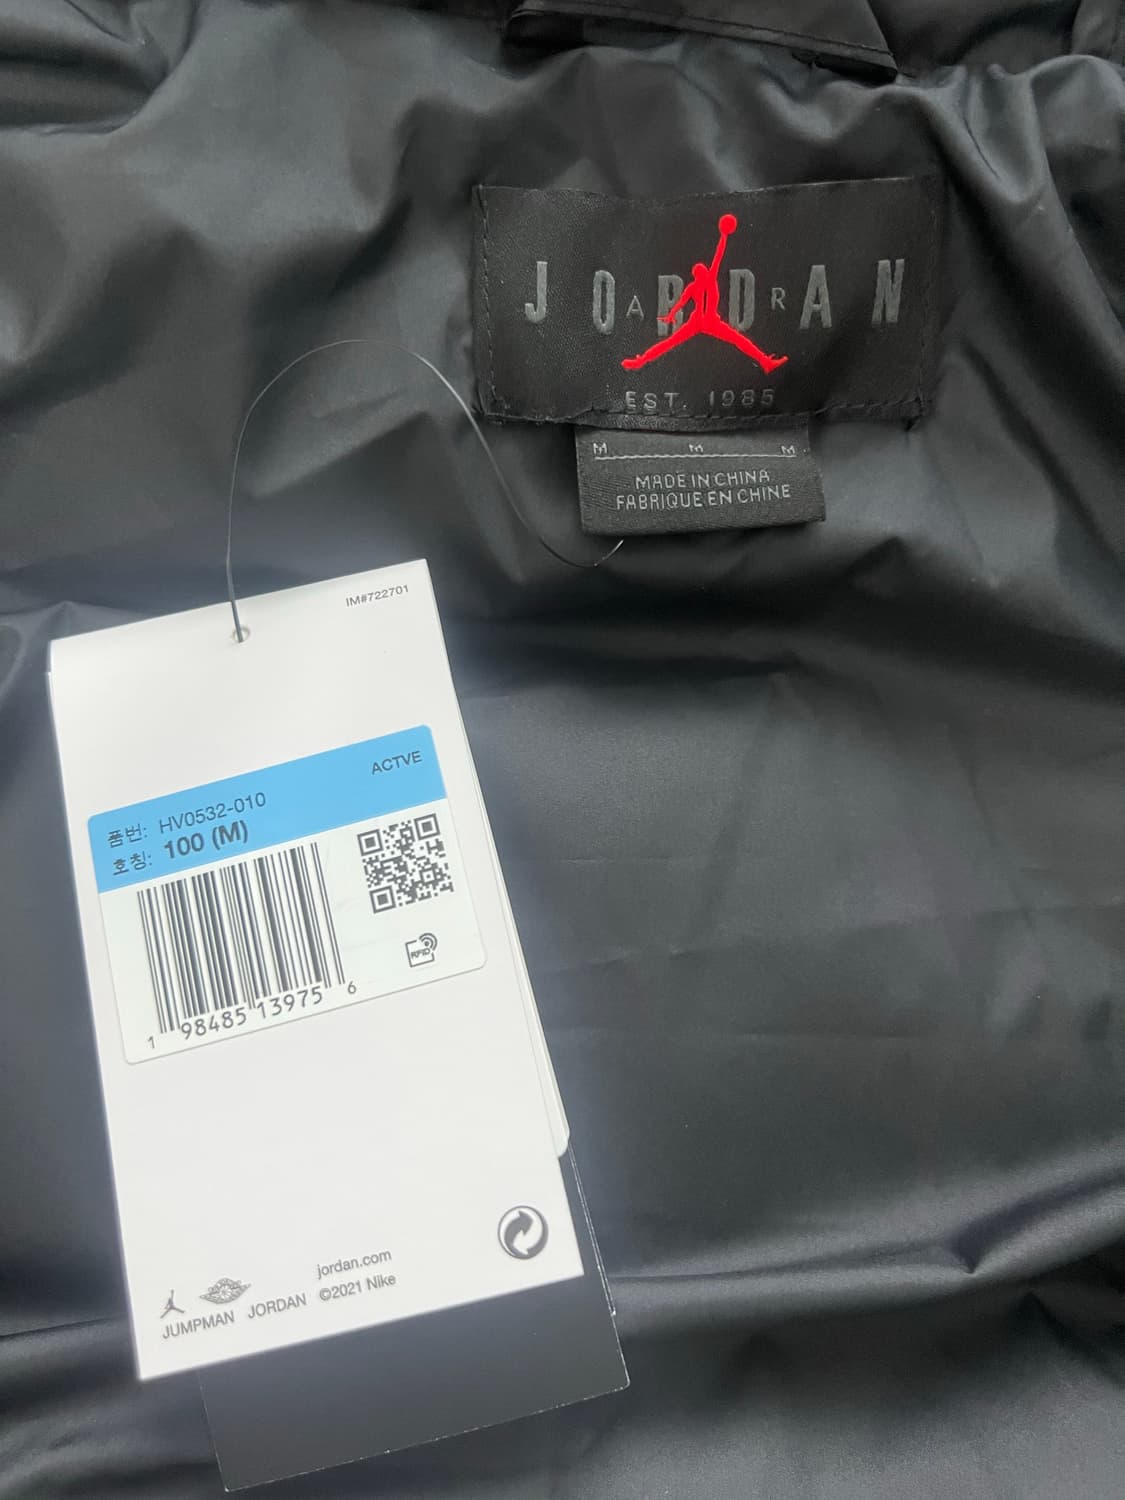 JORDAN
AR
EST. 1985
M M M
MADE IN CHINA
FABRIQUE EN CHINE
IM#722701
ACTVE
품번: HV0532-010
호칭: 100 (M)
RFID
1 98485 13975 6
jordan.com
©2021 Nike
JUMPMAN JORDAN